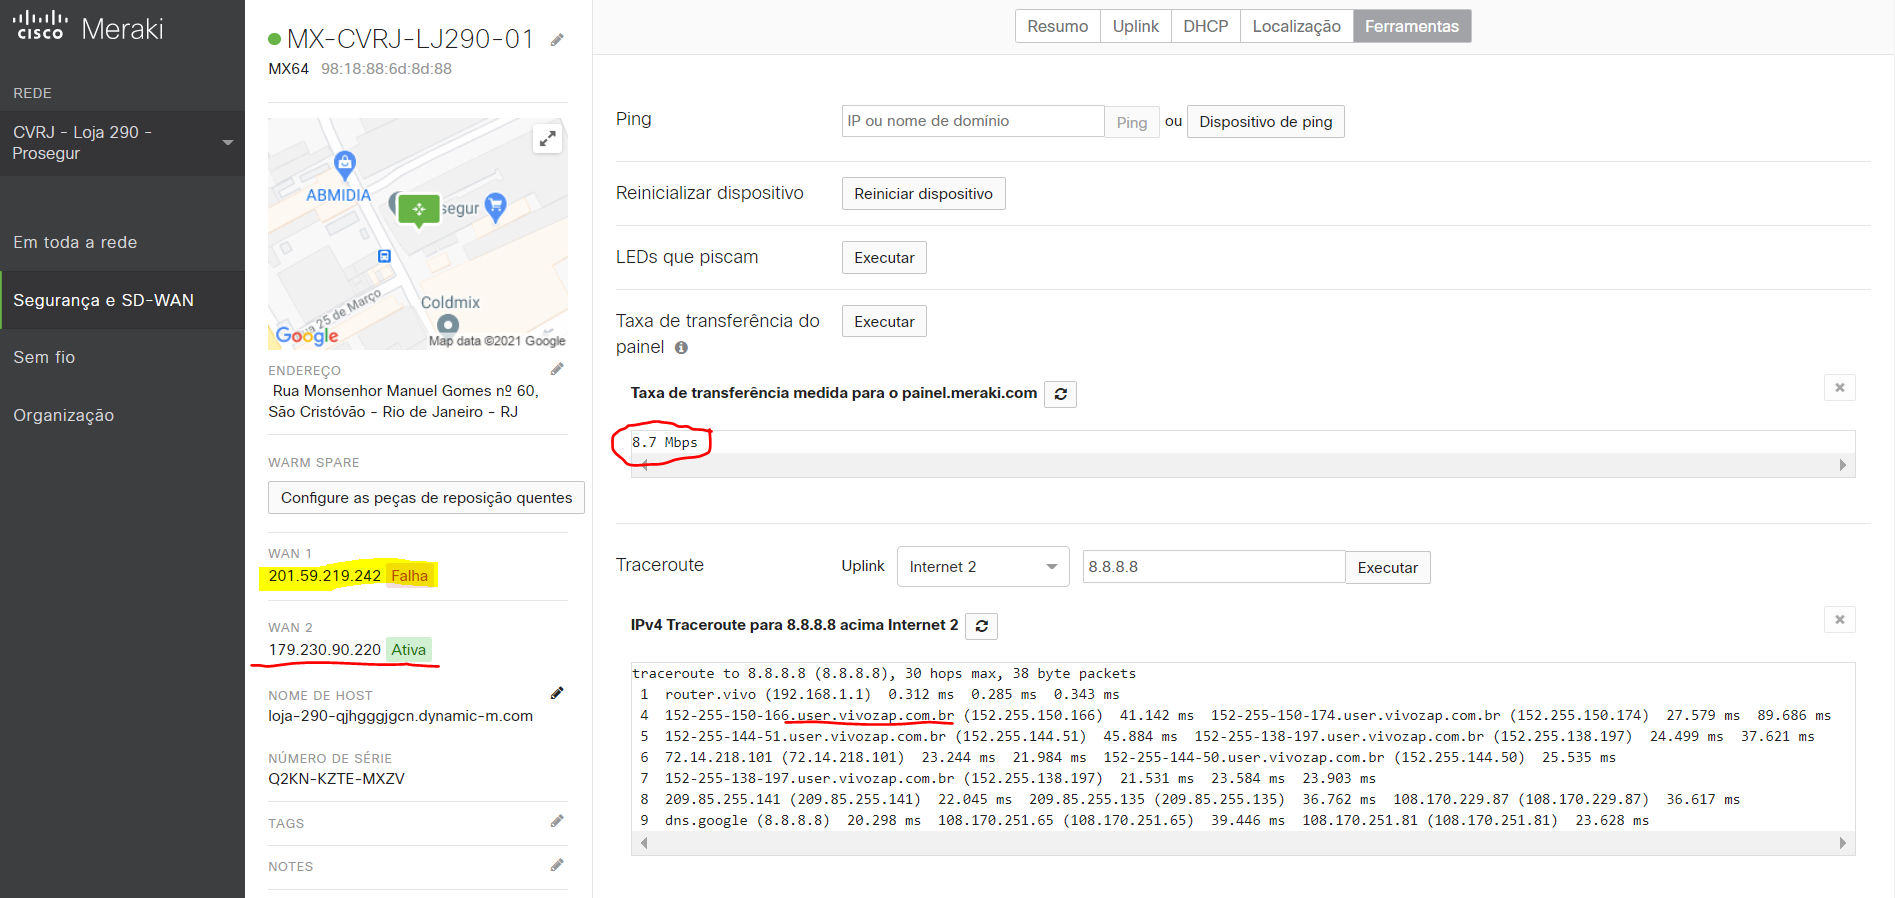 cisco Meraki
REDE
CVRJ - Loja 290 -
Prosegur
Em toda a rede
Segurança e SD-WAN
Sem fio
Organização
MX-CVRJ-LJ290-01
MX64 98:18:88:6d:8d:88
ABMIDIA
segur
Coldmix
25 de Março
Google
Map data ©2021 Google
ENDEREÇO
Rua Monsenhor Manuel Gomes nº 60,
São Cristóvão - Rio de Janeiro - RJ
WARM SPARE
Configure as peças de reposição quentes
WAN 1
201.59.219.242 Falha
WAN 2
179.230.90.220 Ativa
NOME DE HOST
loja-290-qjhgggjgcn.dynamic-m.com
NÚMERO DE SÉRIE
Q2KN-KZTE-MXZV
TAGS
NOTES
Resumo Uplink DHCP Localização Ferramentas
Ping IP ou nome de domínio Ping ou Dispositivo de ping
Reinicializar dispositivo Reiniciar dispositivo
LEDs que piscam Executar
Taxa de transferência do Executar
painel
Taxa de transferência medida para o painel.meraki.com
8.7 Mbps
Traceroute Uplink Internet 2 8.8.8.8 Executar
IPv4 Traceroute para 8.8.8.8 acima Internet 2
traceroute to 8.8.8.8 (8.8.8.8), 30 hops max, 38 byte packets
1 router.vivo (192.168.1.1) 0.312 ms 0.285 ms 0.343 ms
4 152-255-150-166.user.vivozap.com.br (152.255.150.166) 41.142 ms 152-255-150-174.user.vivozap.com.br (152.255.150.174) 27.579 ms 89.686 ms
5 152-255-144-51.user.vivozap.com.br (152.255.144.51) 45.884 ms 152-255-138-197.user.vivozap.com.br (152.255.138.197) 24.499 ms 37.621 ms
6 72.14.218.101 (72.14.218.101) 23.244 ms 21.984 ms 152-255-144-50.user.vivozap.com.br (152.255.144.50) 25.535 ms
7 152-255-138-197.user.vivozap.com.br (152.255.138.197) 21.531 ms 23.584 ms 23.903 ms
8 209.85.255.141 (209.85.255.141) 22.045 ms 209.85.255.135 (209.85.255.135) 36.762 ms 108.170.229.87 (108.170.229.87) 36.617 ms
9 dns.google (8.8.8.8) 20.298 ms 108.170.251.65 (108.170.251.65) 39.446 ms 108.170.251.81 (108.170.251.81) 23.628 ms